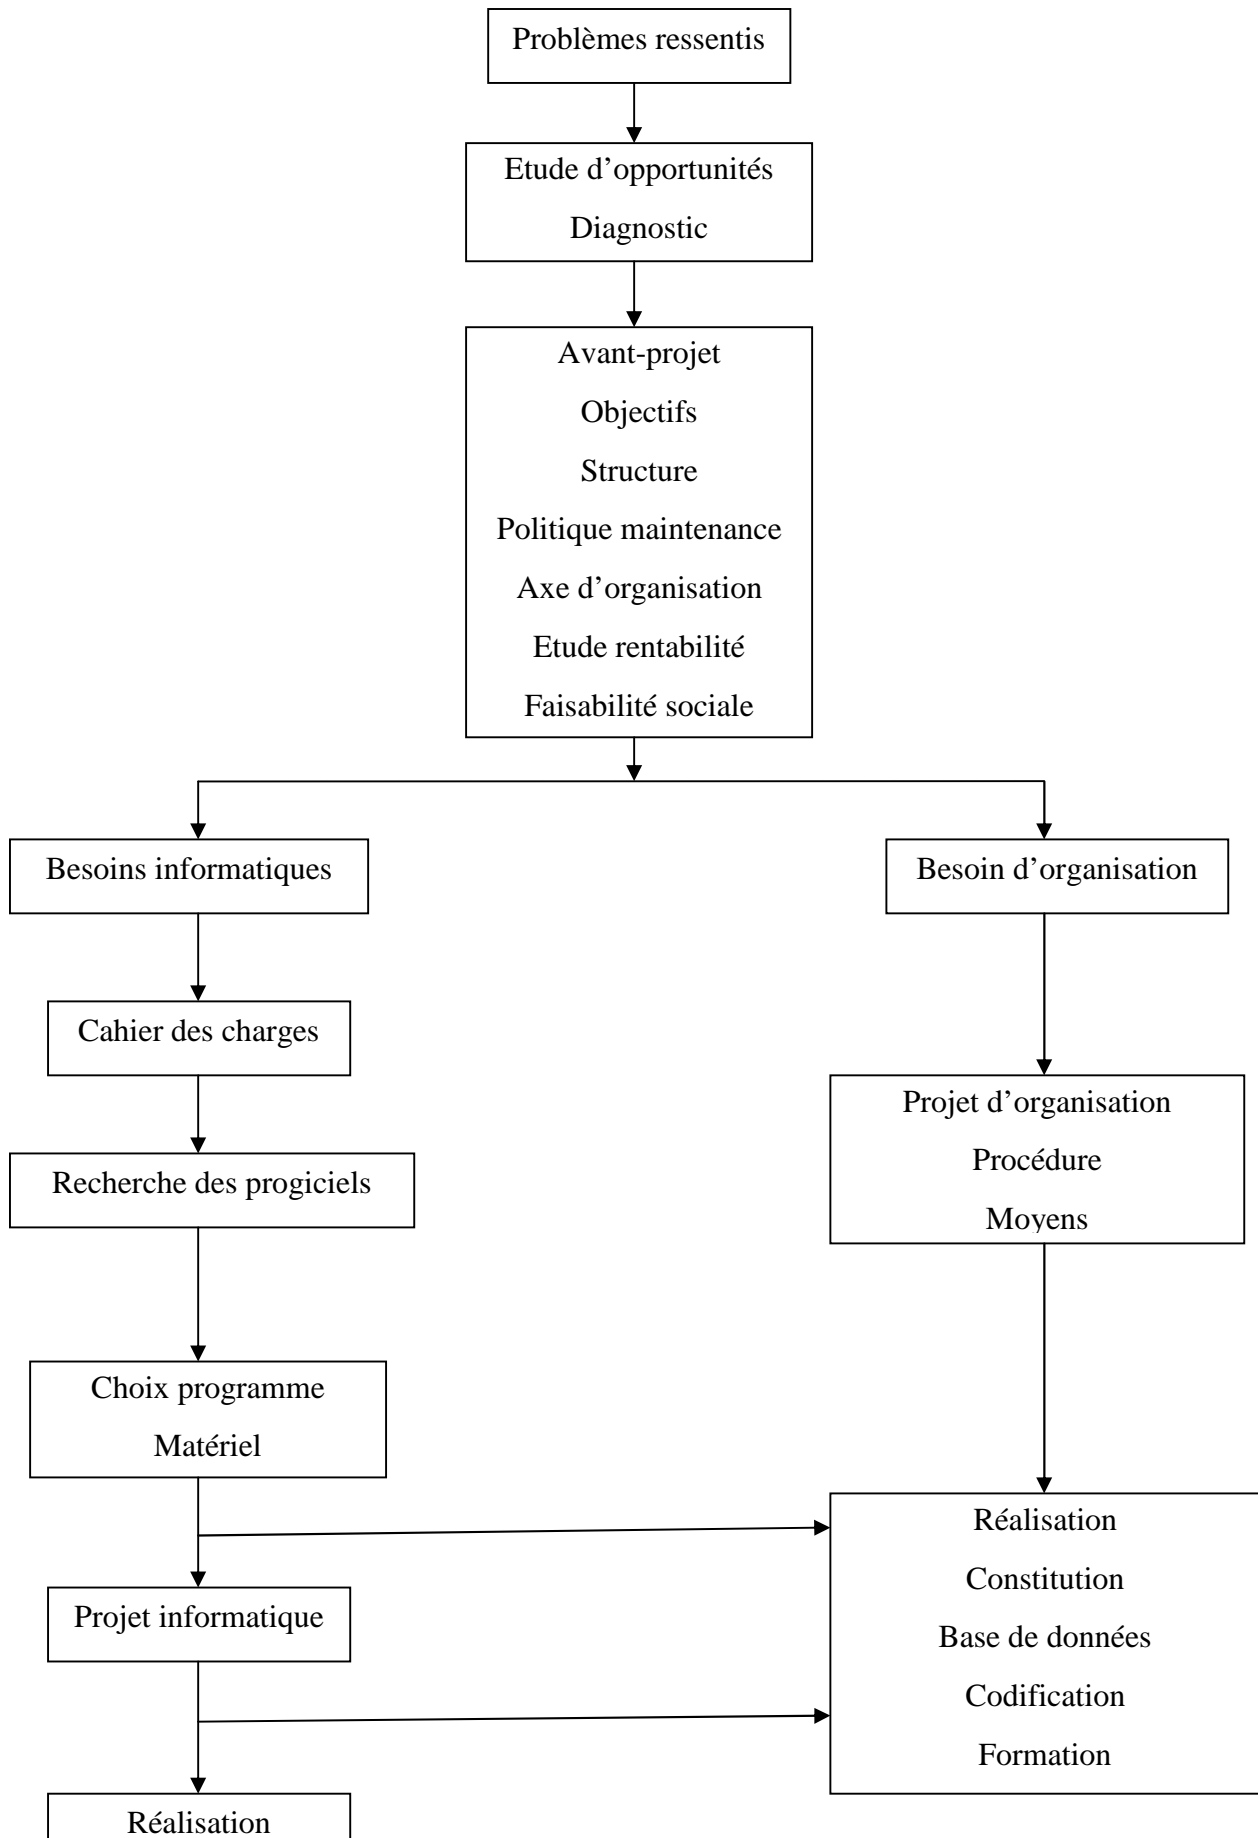 Problèmes ressentis
Etude d’opportunités
Diagnostic
Avant-projet
Objectifs
Structure
Politique maintenance
Axe d’organisation
Etude rentabilité
Faisabilité sociale
Besoins informatiques
Besoin d’organisation
Cahier des charges
Projet d’organisation
Procédure
Moyens
Recherche des progiciels
Choix programme
Matériel
Réalisation
Constitution
Base de données
Codification
Formation
Projet informatique
Réalisation